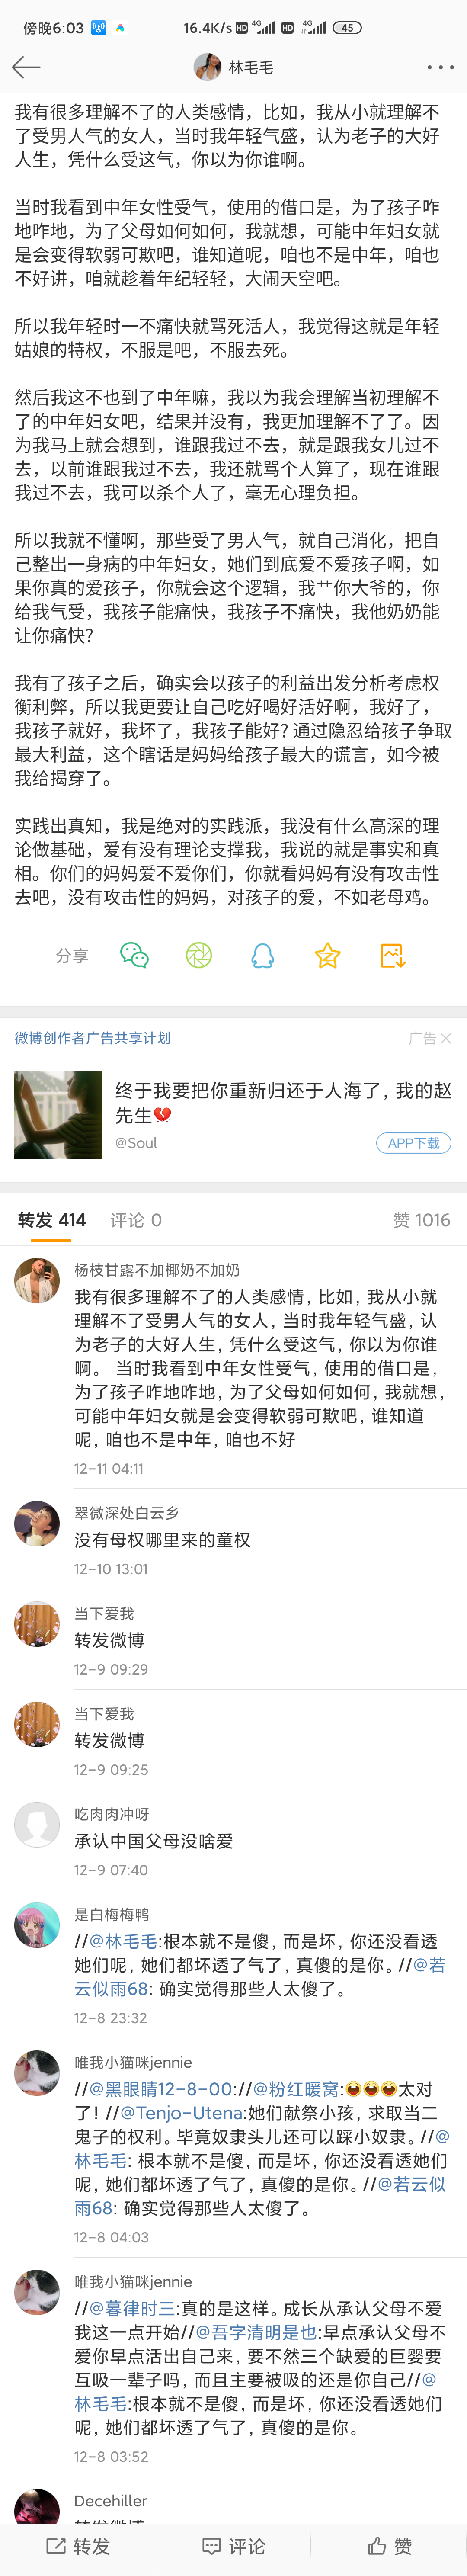 傍晚6:03
16.4K/s HD 4G HD 4G 45
林毛毛
我有很多理解不了的人类感情，比如，我从小就理解不
了受男人气的女人，当时我年轻气盛，认为老子的大好
人生，凭什么受这气，你以为你谁啊。
当时我看到中年女性受气，使用的借口是，为了孩子咋
地咋地，为了父母如何如何，我就想，可能中年妇女就
是会变得软弱可欺吧，谁知道呢，咱也不是中年，咱也
不好讲，咱就趁着年纪轻轻，大闹天空吧。
所以我年轻时一不痛快就骂死活人，我觉得这就是年轻
姑娘的特权，不服是吧，不服去死。
然后我这不也到了中年嘛，我以为我会理解当初理解不
了的中年妇女吧，结果并没有，我更加理解不了了。因
为我马上就会想到，谁跟我过不去，就是跟我女儿过不
去，以前谁跟我过不去，我还就骂个人算了，现在谁跟
我过不去，我可以杀个人了，毫无心理负担。
所以我就不懂啊，那些受了男人气，就自己消化，把自
己整出一身病的中年妇女，她们到底爱不爱孩子啊，如
果你真的爱孩子，你就会这个逻辑，我艹你大爷的，你
给我气受，我孩子能痛快，我孩子不痛快，我他奶奶能
让你痛快?
我有了孩子之后，确实会以孩子的利益出发分析考虑权
衡利弊，所以我更要让自己吃好喝好活好啊，我好了，
我孩子就好，我坏了，我孩子能好? 通过隐忍给孩子争取
最大利益，这个瞎话是妈妈给孩子最大的谎言，如今被
我给揭穿了。
实践出真知，我是绝对的实践派，我没有什么高深的理
论做基础，爱有没有理论支撑我，我说的就是事实和真
相。你们的妈妈爱不爱你们，你就看妈妈有没有攻击性
去吧，没有攻击性的妈妈，对孩子的爱，不如老母鸡。
分享
微博创作者广告共享计划
广告
终于我要把你重新归还于人海了，我的赵
先生💔
@Soul
APP下载
转发 414 评论 0 赞 1016
杨枝甘露不加椰奶不加奶
我有很多理解不了的人类感情，比如，我从小就
理解不了受男人气的女人，当时我年轻气盛，认
为老子的大好人生，凭什么受这气，你以为你谁
啊。 当时我看到中年女性受气，使用的借口是，
为了孩子咋地咋地，为了父母如何如何，我就想，
可能中年妇女就是会变得软弱可欺吧，谁知道
呢，咱也不是中年，咱也不好
12-11 04:11
翠微深处白云乡
没有母权哪里来的童权
12-10 13:01
当下爱我
转发微博
12-9 09:29
当下爱我
转发微博
12-9 09:25
吃肉肉冲呀
承认中国父母没啥爱
12-9 07:40
是白梅梅鸭
//@林毛毛:根本就不是傻，而是坏，你还没看透
她们呢，她们都坏透了气了，真傻的是你。//@若
云似雨68: 确实觉得那些人太傻了。
12-8 23:32
唯我小猫咪jennie
//@黑眼睛12-8-00://@粉红暖窝:😄😄😄太对
了! //@Tenjo-Utena:她们献祭小孩，求取当二
鬼子的权利。毕竟奴隶头儿还可以踩小奴隶。//@
林毛毛: 根本就不是傻，而是坏，你还没看透她们
呢，她们都坏透了气了，真傻的是你。//@若云似
雨68: 确实觉得那些人太傻了。
12-8 04:03
唯我小猫咪jennie
//@暮律时三:真的是这样。成长从承认父母不爱
我这一点开始//@吾字清明是也:早点承认父母不
爱你早点活出自己来，要不然三个缺爱的巨婴要
互吸一辈子吗，而且主要被吸的还是你自己//@
林毛毛:根本就不是傻，而是坏，你还没看透她们
呢，她们都坏透了气了，真傻的是你。
12-8 03:52
Decehiller
转发微博
转发 评论 赞